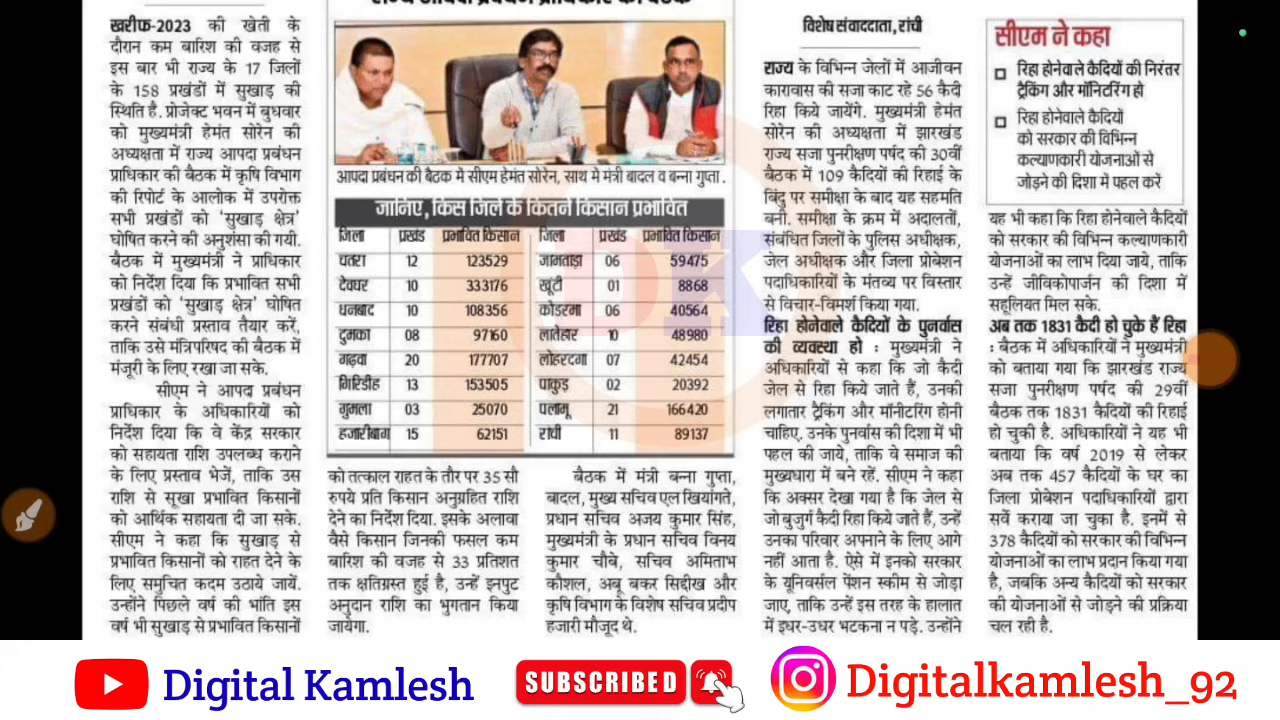 खरीफ-2023 की खेती के
दौरान कम बारिश की वजह से
इस बार भी राज्य के 17 जिलों
के 158 प्रखंडों में सुखाड़ की
स्थिति है. प्रोजेक्ट भवन में बुधवार
को मुख्यमंत्री हेमंत सोरेन की
अध्यक्षता में राज्य आपदा प्रबंधन
प्राधिकार की बैठक में कृषि विभाग
की रिपोर्ट के आलोक में उपरोक्त
सभी प्रखंडों को 'सुखाड़ क्षेत्र'
घोषित करने की अनुशंसा की गयी.
बैठक में मुख्यमंत्री ने प्राधिकार
को निर्देश दिया कि प्रभावित सभी
प्रखंडों को 'सुखाड़ क्षेत्र' घोषित
करने संबंधी प्रस्ताव तैयार करें,
ताकि उसे मंत्रिपरिषद की बैठक में
मंजूरी के लिए रखा जा सके.
सीएम ने आपदा प्रबंधन
प्राधिकार के अधिकारियों को
निर्देश दिया कि वे केंद्र सरकार
को सहायता राशि उपलब्ध कराने
के लिए प्रस्ताव भेजें, ताकि उस
राशि से सूखा प्रभावित किसानों
को आर्थिक सहायता दी जा सके.
सीएम ने कहा कि सुखाड़ से
प्रभावित किसानों को राहत देने के
लिए समुचित कदम उठाये जायें.
उन्होंने पिछले वर्ष की भांति इस
वर्ष भी सुखाड़ से प्रभावित किसानों
आपदा प्रबंधन की बैठक में सीएम हेमंत सोरेन, साथ में मंत्री बादल व बन्ना गुप्ता.
जानिए, किस जिले के कितने किसान प्रभावित
जिला प्रखंड प्रभावित किसान जिला प्रखंड प्रभावित किसान
चतरा 12 123529 जामताड़ा 06 59475
देवघर 10 333176 खूंटी 01 8868
धनबाद 10 108356 कोडरमा 06 40564
दुमका 08 97160 लातेहार 10 48980
गढ़वा 20 177707 लोहरदगा 07 42454
गिरिडीह 13 153505 पाकुड़ 02 20392
गुमला 03 25070 पलामू 21 166420
हजारीबाग 15 62151 रांची 11 89137
को तत्काल राहत के तौर पर 35 सौ
रुपये प्रति किसान अनुग्रहित राशि
देने का निर्देश दिया. इसके अलावा
वैसे किसान जिनकी फसल कम
बारिश की वजह से 33 प्रतिशत
तक क्षतिग्रस्त हुई है, उन्हें इनपुट
अनुदान राशि का भुगतान किया
जायेगा.
बैठक में मंत्री बन्ना गुप्ता,
बादल, मुख्य सचिव एल खियांगते,
प्रधान सचिव अजय कुमार सिंह,
मुख्यमंत्री के प्रधान सचिव विनय
कुमार चौबे, सचिव अमिताभ
कौशल, अबू बकर सिद्दीख और
कृषि विभाग के विशेष सचिव प्रदीप
हजारी मौजूद थे.
विशेष संवाददाता, रांची
राज्य के विभिन्न जेलों में आजीवन
कारावास की सजा काट रहे 56 कैदी
रिहा किये जायेंगे. मुख्यमंत्री हेमंत
सोरेन की अध्यक्षता में झारखंड
राज्य सजा पुनरीक्षण पर्षद की 30वीं
बैठक में 109 कैदियों की रिहाई के
बिंदु पर समीक्षा के बाद यह सहमति
बनी. समीक्षा के क्रम में अदालतों,
संबंधित जिलों के पुलिस अधीक्षक,
जेल अधीक्षक और जिला प्रोबेशन
पदाधिकारियों के मंतव्य पर विस्तार
से विचार-विमर्श किया गया.
रिहा होनेवाले कैदियों के पुनर्वास
की व्यवस्था हो : मुख्यमंत्री ने
अधिकारियों से कहा कि जो कैदी
जेल से रिहा किये जाते हैं, उनकी
लगातार ट्रैकिंग और मॉनीटरिंग होनी
चाहिए. उनके पुनर्वास की दिशा में भी
पहल की जाये, ताकि वे समाज की
मुख्यधारा में बने रहें. सीएम ने कहा
कि अक्सर देखा गया है कि जेल से
जो बुजुर्ग कैदी रिहा किये जाते हैं, उन्हें
उनका परिवार अपनाने के लिए आगे
नहीं आता है. ऐसे में इनको सरकार
के यूनिवर्सल पेंशन स्कीम से जोड़ा
जाए, ताकि उन्हें इस तरह के हालात
में इधर-उधर भटकना न पड़े. उन्होंने
सीएम ने कहा
रिहा होनेवाले कैदियों की निरंतर
ट्रैकिंग और मॉनिटरिंग हो
रिहा होनेवाले कैदियों
को सरकार की विभिन्न
कल्याणकारी योजनाओं से
जोड़ने की दिशा में पहल करें
यह भी कहा कि रिहा होनेवाले कैदियों
को सरकार की विभिन्न कल्याणकारी
योजनाओं का लाभ दिया जाये, ताकि
उन्हें जीविकोपार्जन की दिशा में
सहूलियत मिल सके.
अब तक 1831 कैदी हो चुके हैं रिहा
: बैठक में अधिकारियों ने मुख्यमंत्री
को बताया गया कि झारखंड राज्य
सजा पुनरीक्षण पर्षद की 29वीं
बैठक तक 1831 कैदियों की रिहाई
हो चुकी है. अधिकारियों ने यह भी
बताया कि वर्ष 2019 से लेकर
अब तक 457 कैदियों के घर का
जिला प्रोबेशन पदाधिकारियों द्वारा
सर्वे कराया जा चुका है. इनमें से
378 कैदियों को सरकार की विभिन्न
योजनाओं का लाभ प्रदान किया गया
है, जबकि अन्य कैदियों को सरकार
की योजनाओं से जोड़ने की प्रक्रिया
चल रही है.
DK
Digital Kamlesh
SUBSCRIBED
Digitalkamlesh_92